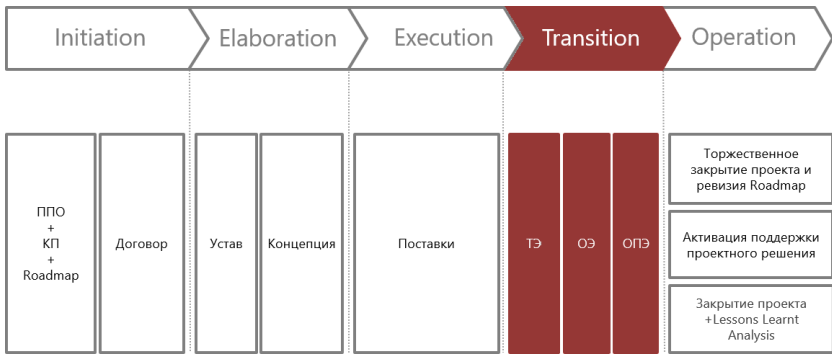 Initiation
Elaboration
Execution
Transition
Operation
ППО
+
КП
+
Roadmap
Договор
Устав
Концепция
Поставки
ТЭ
ОЭ
ОПЭ
Торжественное
закрытие проекта и
ревизия Roadmap
Активация поддержки
проектного решения
Закрытие проекта
+Lessons Learnt
Analysis